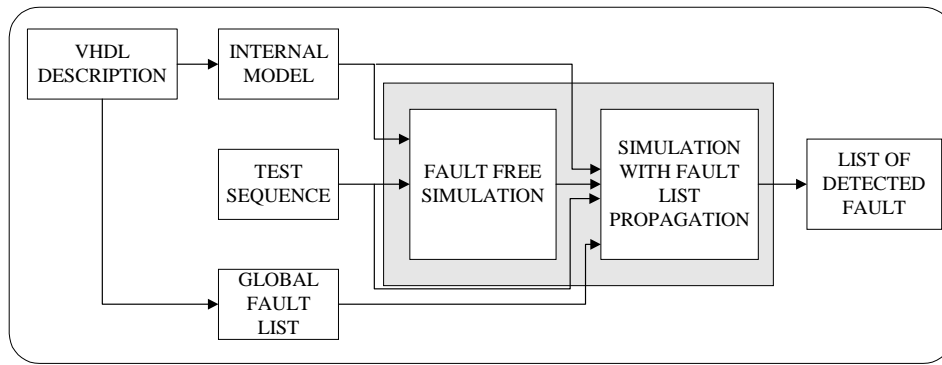 VHDL
DESCRIPTION
INTERNAL
MODEL
TEST
SEQUENCE
GLOBAL
FAULT
LIST
FAULT FREE
SIMULATION
SIMULATION
WITH FAULT
LIST
PROPAGATION
LIST OF
DETECTED
FAULT